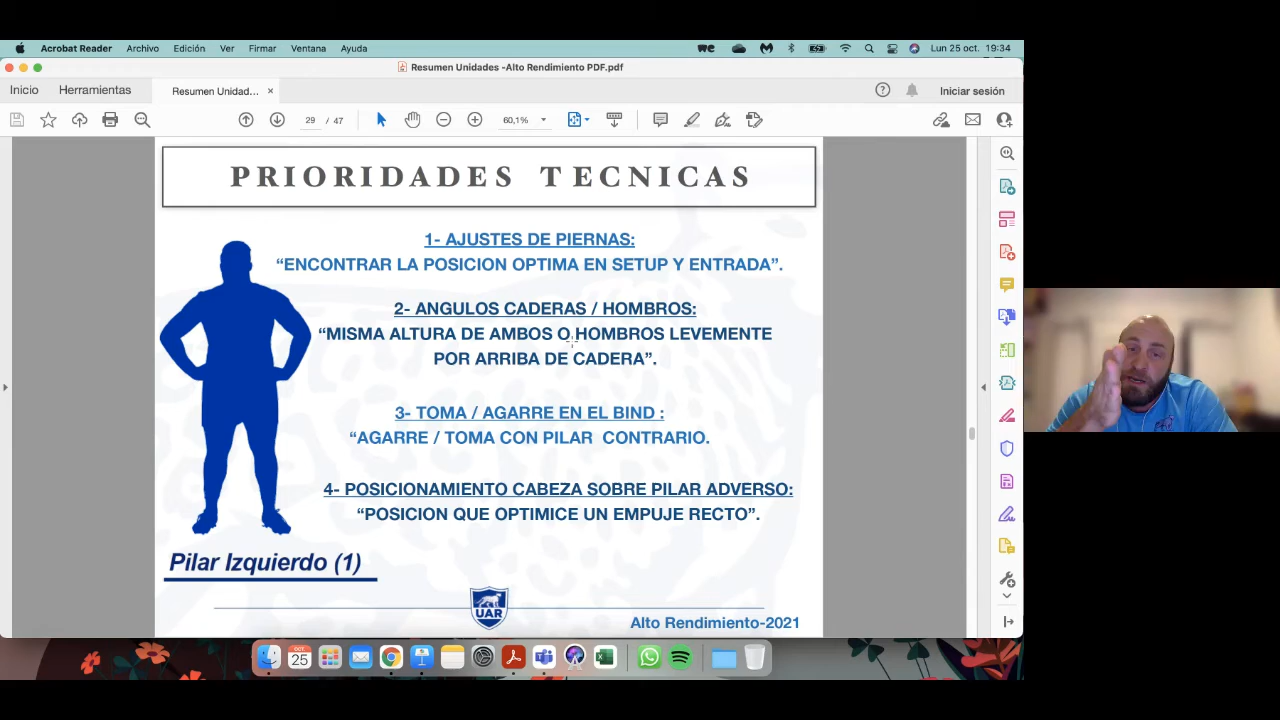 Acrobat Reader Archivo Edición Ver Firmar Ventana Ayuda Lun 25 oct. 19:34
Resumen Unidades -Alto Rendimiento PDF.pdf
Inicio Herramientas Resumen Unidad... × Iniciar sesión
29 / 47 60,1%
PRIORIDADES TECNICAS
1- AJUSTES DE PIERNAS:
“ENCONTRAR LA POSICION OPTIMA EN SETUP Y ENTRADA”.
2- ANGULOS CADERAS / HOMBROS:
“MISMA ALTURA DE AMBOS O HOMBROS LEVEMENTE
POR ARRIBA DE CADERA”.
3- TOMA / AGARRE EN EL BIND :
“AGARRE / TOMA CON PILAR CONTRARIO.
4- POSICIONAMIENTO CABEZA SOBRE PILAR ADVERSO:
“POSICION QUE OPTIMICE UN EMPUJE RECTO”.
Pilar Izquierdo (1)
UAR
Alto Rendimiento-2021
OCT
25